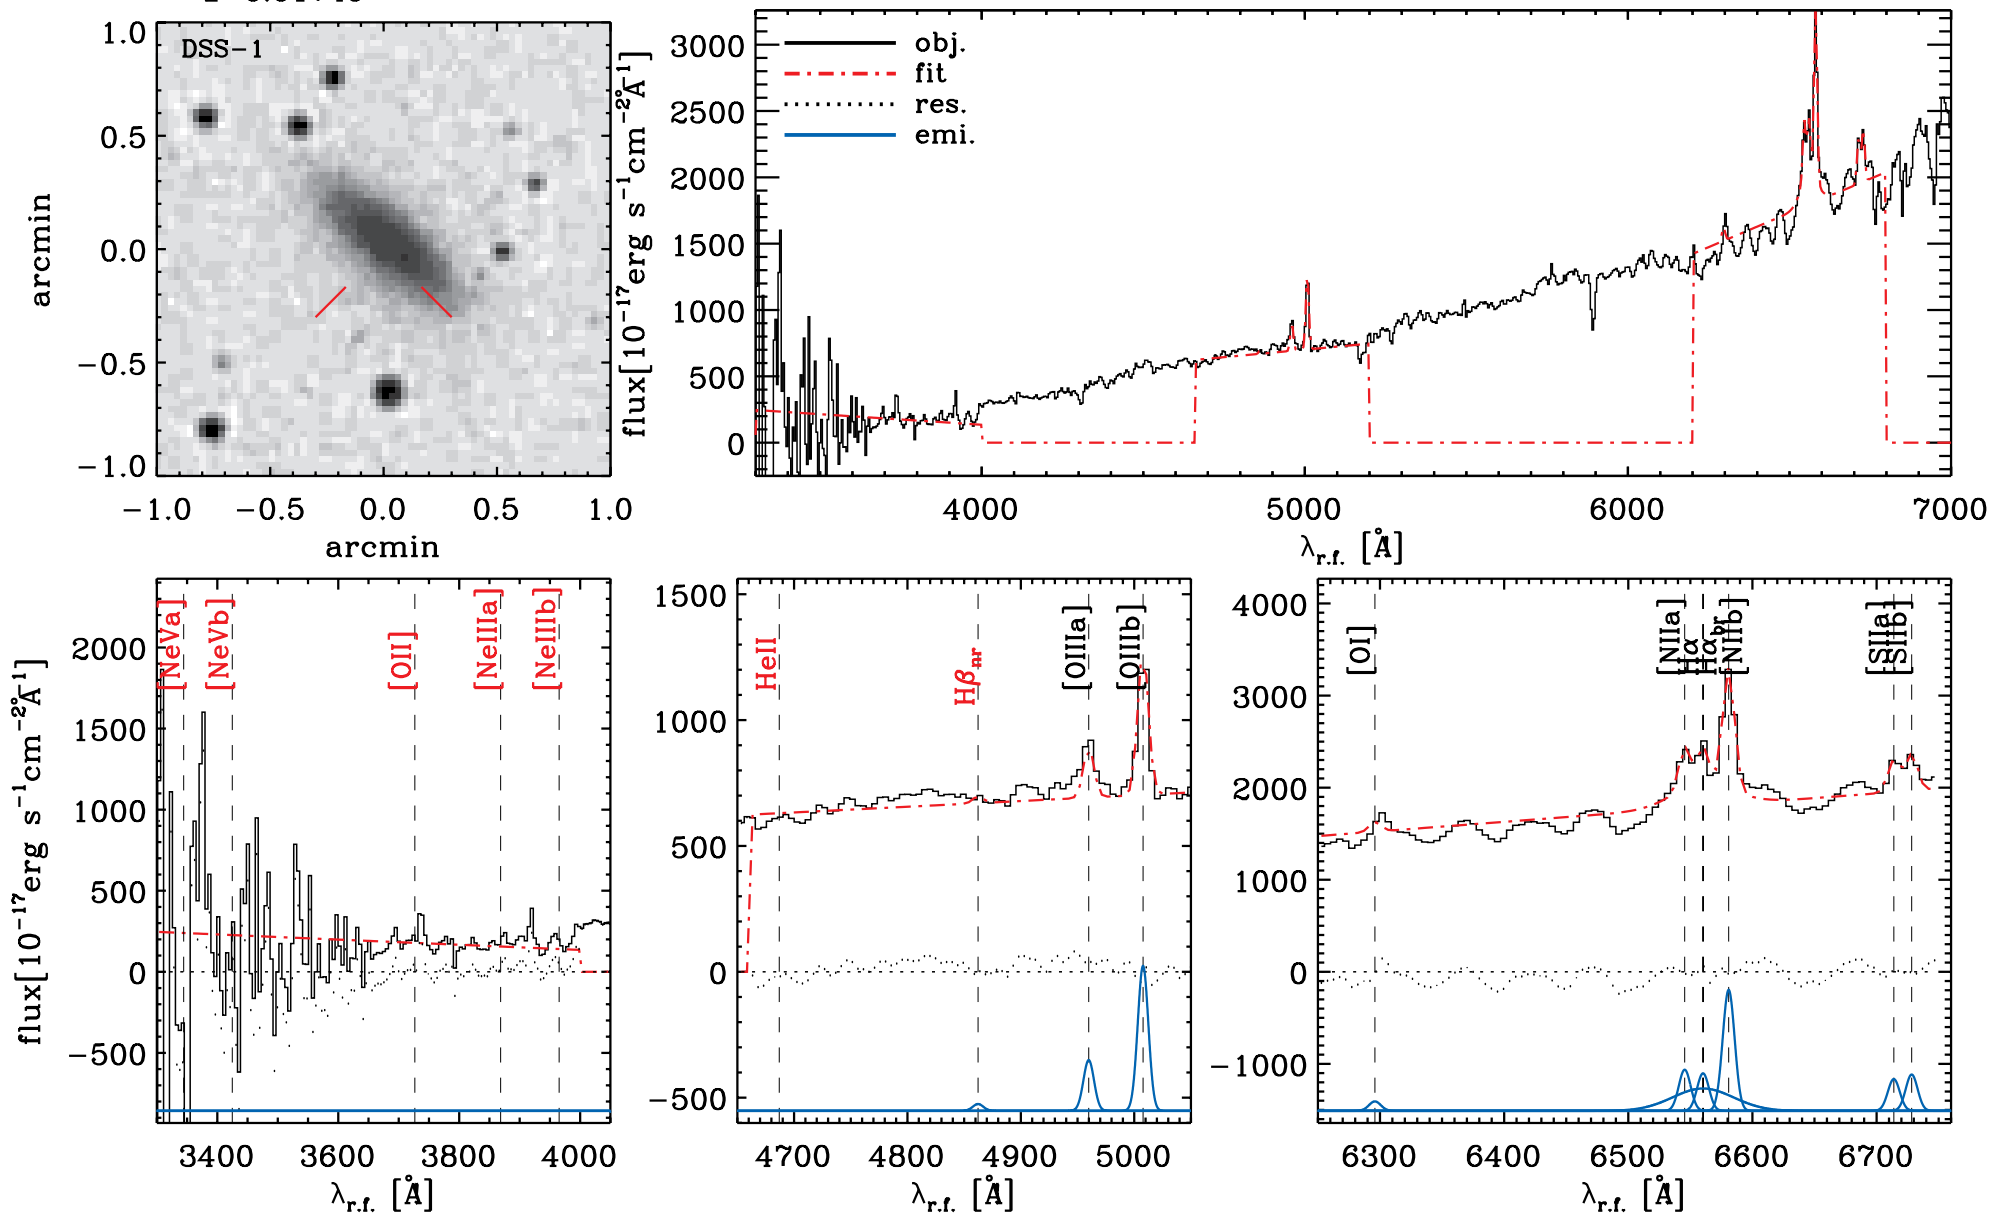 DSS-1
1.0
0.5
0.0
−0.5
−1.0
arcmin
−1.0 −0.5 0.0 0.5 1.0
arcmin
obj.
fit
res.
emi.
3000
2500
2000
1500
1000
500
0
flux[10⁻¹⁷erg s⁻¹cm⁻²Å⁻¹]
4000 5000 6000 7000
λr.f. [Å]
[NeVa] [NeVb] [OII] [NeIIIa] [NeIIIb]
2000
1500
1000
500
0
−500
flux[10⁻¹⁷erg s⁻¹cm⁻²Å⁻¹]
3400 3600 3800 4000
λr.f. [Å]
HeII Hβnr [OIIIa] [OIIIb]
1500
1000
500
0
−500
4700 4800 4900 5000
λr.f. [Å]
[OI] [NIIa] Hα Hαbr [NIIb] [SIIa] [SIIb]
4000
3000
2000
1000
0
−1000
6300 6400 6500 6600 6700
λr.f. [Å]